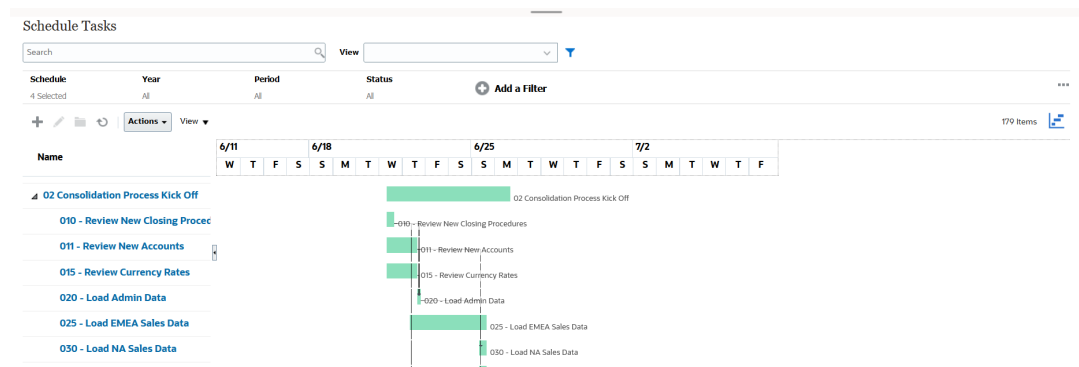 Schedule Tasks
Search
View
Schedule Year Period Status
4 Selected All All All
Add a Filter
Actions View
179 Items
Name
6/11 6/18 6/25 7/2
W T F S S M T W T F S S M T W T F S S M T W T F
02 Consolidation Process Kick Off
02 Consolidation Process Kick Off
010 - Review New Closing Proced
010 - Review New Closing Procedures
011 - Review New Accounts
011 - Review New Accounts
015 - Review Currency Rates
015 - Review Currency Rates
020 - Load Admin Data
020 - Load Admin Data
025 - Load EMEA Sales Data
025 - Load EMEA Sales Data
030 - Load NA Sales Data
030 - Load NA Sales Data